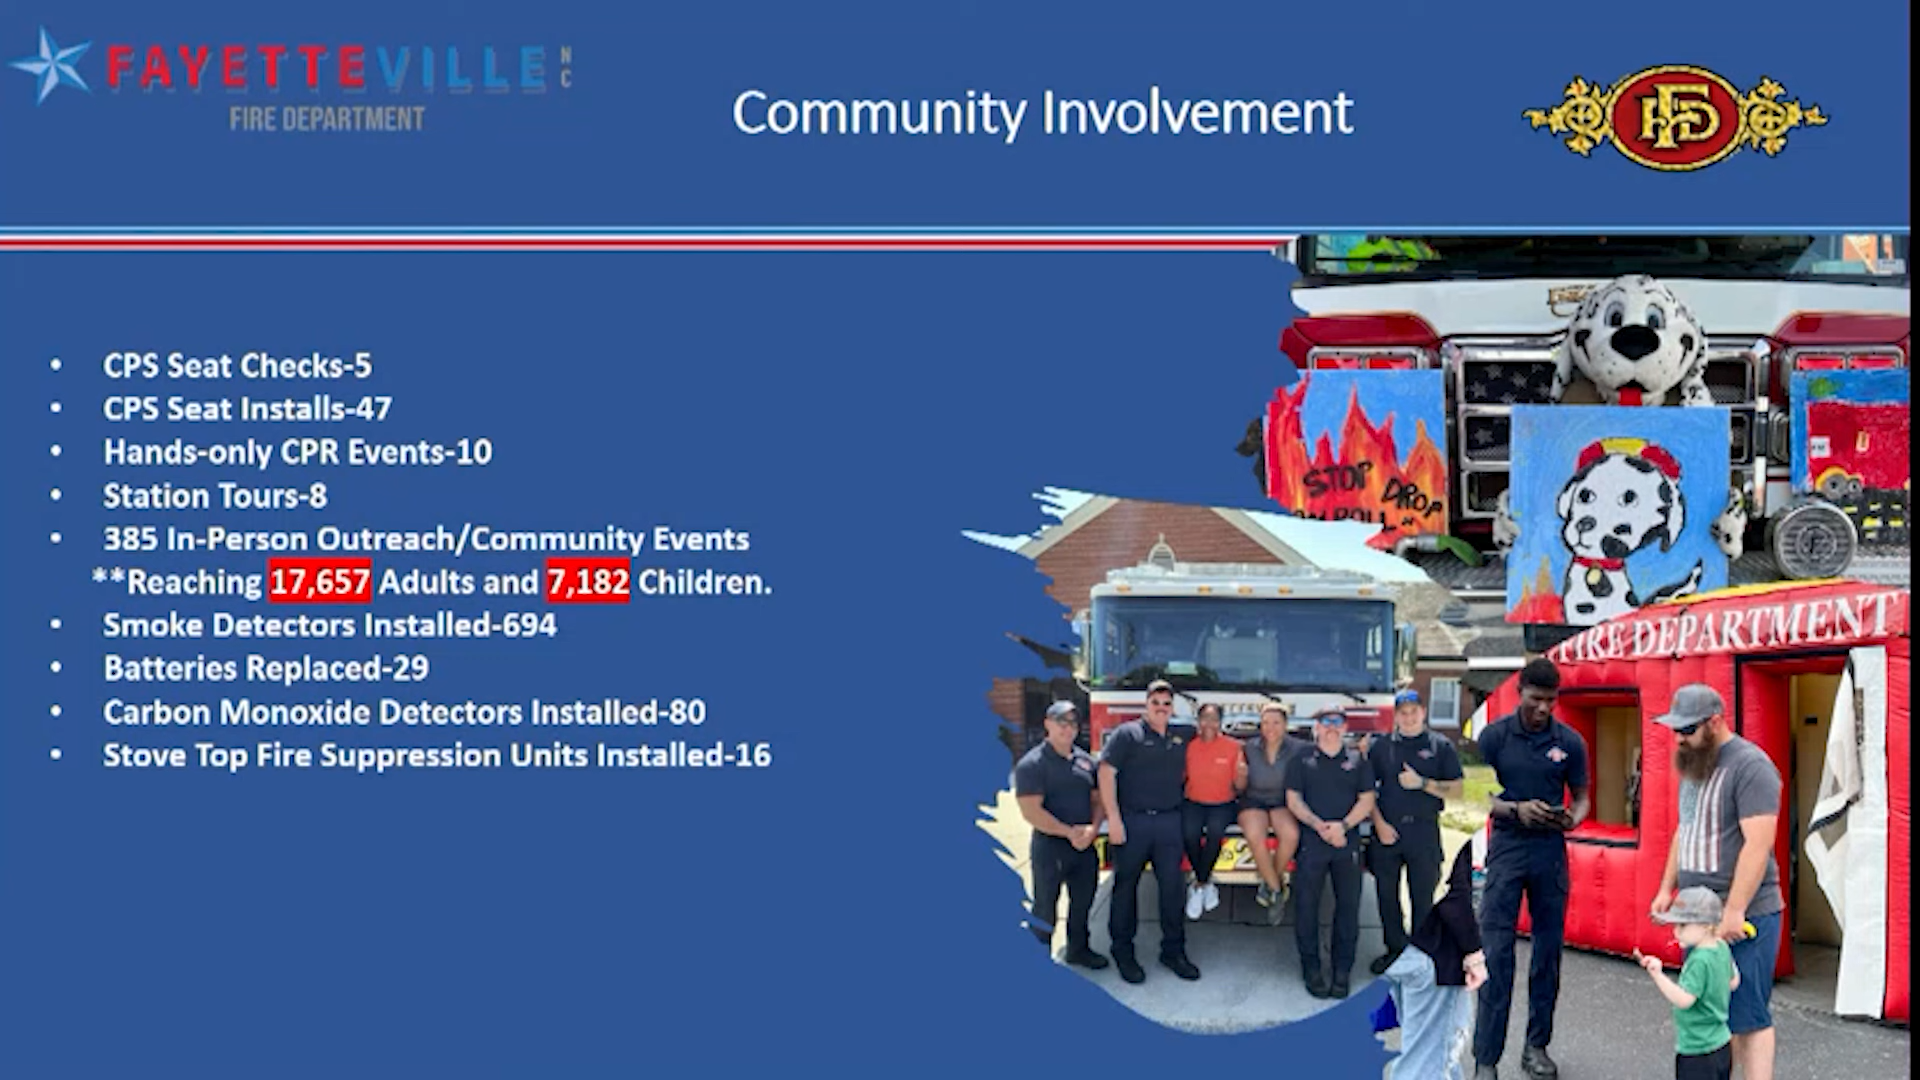 FAYETTEVILLE NC
FIRE DEPARTMENT
Community Involvement
FFD
• CPS Seat Checks-5
• CPS Seat Installs-47
• Hands-only CPR Events-10
• Station Tours-8
• 385 In-Person Outreach/Community Events
**Reaching 17,657 Adults and 7,182 Children.
• Smoke Detectors Installed-694
• Batteries Replaced-29
• Carbon Monoxide Detectors Installed-80
• Stove Top Fire Suppression Units Installed-16
STOP DROP
ROLL
FIRE DEPARTMENT